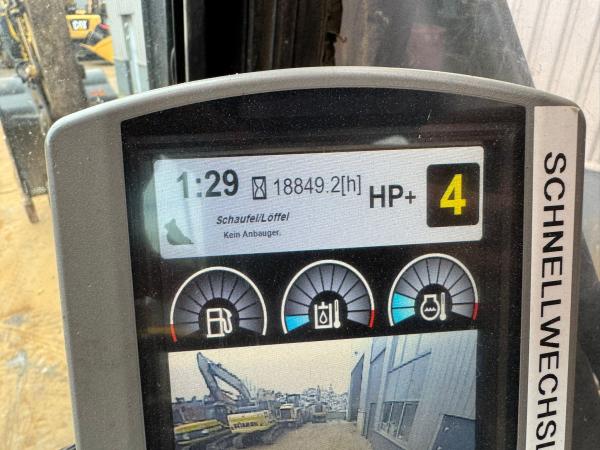 CAT
1:29 18849.2[h] HP+ 4
Schaufel/Löffel
Kein Anbauger.
SCHNELLWECHSL